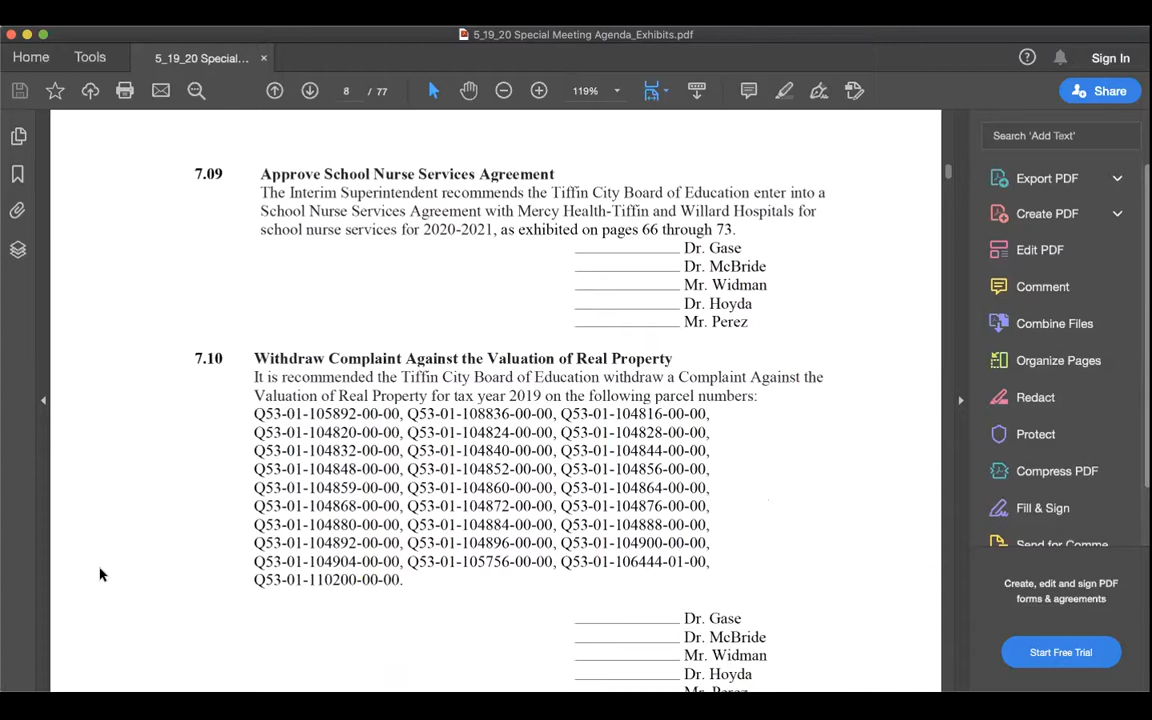 5_19_20 Special Meeting Agenda_Exhibits.pdf
Home Tools 5_19_20 Special... × Sign In
8 / 77 119% Share
Search 'Add Text'
Export PDF
Create PDF
Edit PDF
Comment
Combine Files
Organize Pages
Redact
Protect
Compress PDF
Fill & Sign
Send for Comme
Create, edit and sign PDF
forms & agreements
Start Free Trial
7.09 Approve School Nurse Services Agreement
The Interim Superintendent recommends the Tiffin City Board of Education enter into a
School Nurse Services Agreement with Mercy Health-Tiffin and Willard Hospitals for
school nurse services for 2020-2021, as exhibited on pages 66 through 73.
___________ Dr. Gase
___________ Dr. McBride
___________ Mr. Widman
___________ Dr. Hoyda
___________ Mr. Perez
7.10 Withdraw Complaint Against the Valuation of Real Property
It is recommended the Tiffin City Board of Education withdraw a Complaint Against the
Valuation of Real Property for tax year 2019 on the following parcel numbers:
Q53-01-105892-00-00, Q53-01-108836-00-00, Q53-01-104816-00-00,
Q53-01-104820-00-00, Q53-01-104824-00-00, Q53-01-104828-00-00,
Q53-01-104832-00-00, Q53-01-104840-00-00, Q53-01-104844-00-00,
Q53-01-104848-00-00, Q53-01-104852-00-00, Q53-01-104856-00-00,
Q53-01-104859-00-00, Q53-01-104860-00-00, Q53-01-104864-00-00,
Q53-01-104868-00-00, Q53-01-104872-00-00, Q53-01-104876-00-00,
Q53-01-104880-00-00, Q53-01-104884-00-00, Q53-01-104888-00-00,
Q53-01-104892-00-00, Q53-01-104896-00-00, Q53-01-104900-00-00,
Q53-01-104904-00-00, Q53-01-105756-00-00, Q53-01-106444-01-00,
Q53-01-110200-00-00.
___________ Dr. Gase
___________ Dr. McBride
___________ Mr. Widman
___________ Dr. Hoyda
Mr. Perez